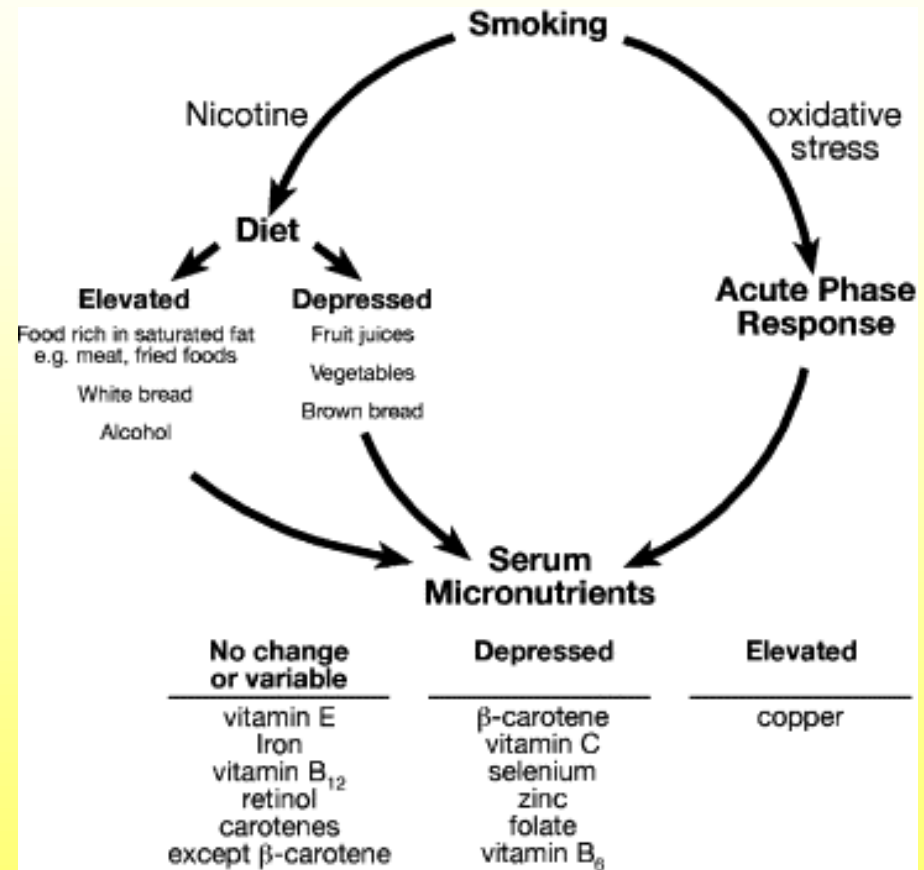 Smoking
Nicotine
oxidative
stress
Diet
Elevated
Food rich in saturated fat
e.g. meat, fried foods
White bread
Alcohol
Depressed
Fruit juices
Vegetables
Brown bread
Acute Phase
Response
Serum
Micronutrients
No change
or variable
vitamin E
Iron
vitamin B₁₂
retinol
carotenes
except β-carotene
Depressed
β-carotene
vitamin C
selenium
zinc
folate
vitamin B₆
Elevated
copper